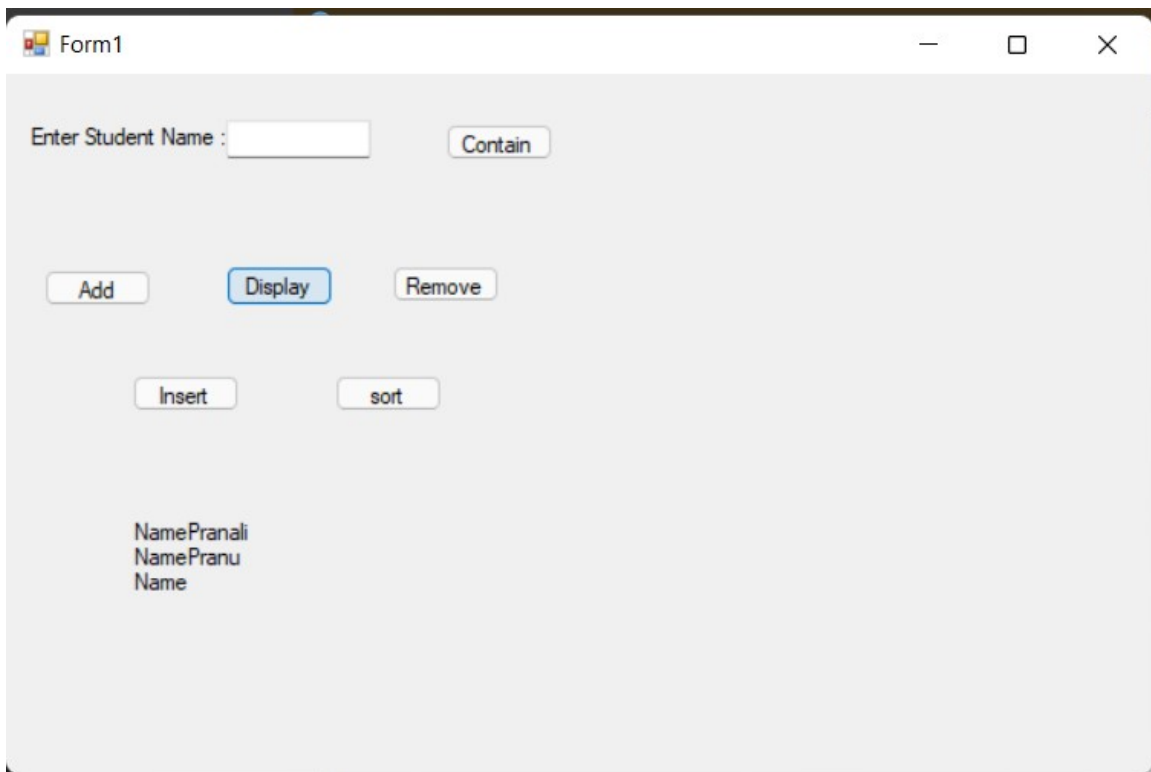 Form1
Enter Student Name :
Contain
Add Display Remove
Insert sort
NamePranali
NamePranu
Name